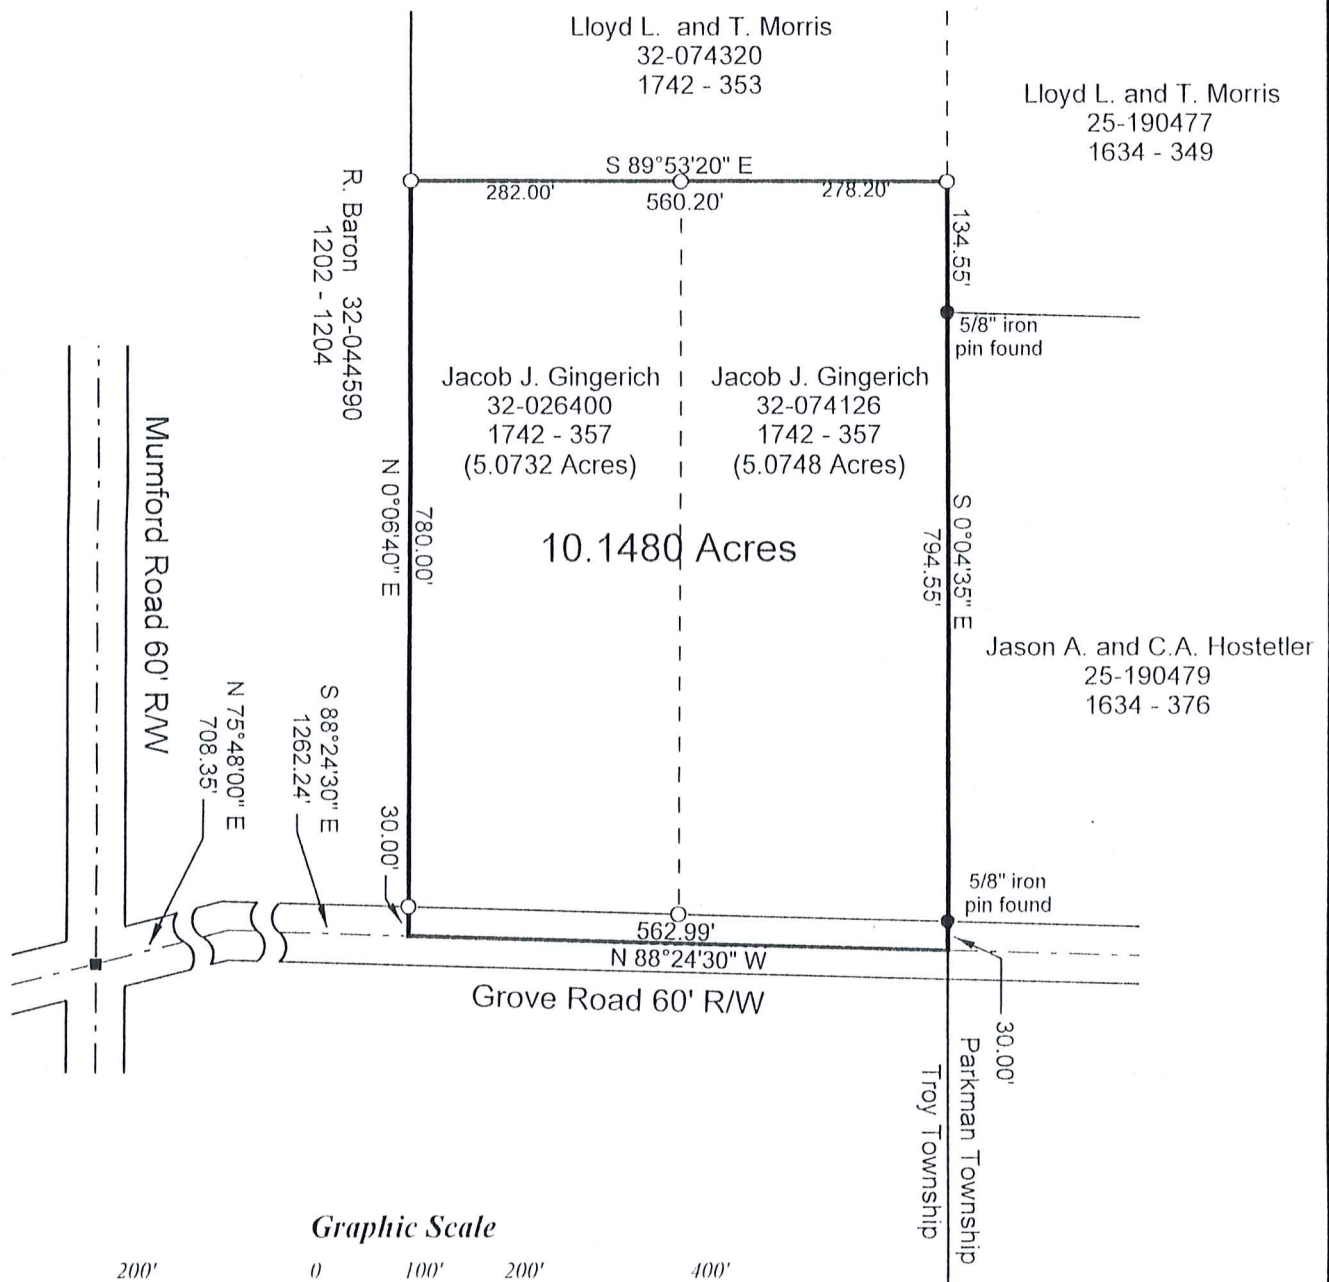 Lloyd L. and T. Morris
32-074320
1742 - 353
Lloyd L. and T. Morris
25-190477
1634 - 349
S 89°53'20" E
282.00'
560.20'
278.20'
134.55'
5/8" iron
pin found
R. Baron 32-044590
1202 - 1204
Jacob J. Gingerich
32-026400
1742 - 357
(5.0732 Acres)
Jacob J. Gingerich
32-074126
1742 - 357
(5.0748 Acres)
Mumford Road 60' R/W
N 0°06'40" E
780.00'
10.1480 Acres
S 0°04'35" E
794.55'
Jason A. and C.A. Hostetler
25-190479
1634 - 376
N 75°48'00" E
708.35'
S 88°24'30" E
1262.24'
30.00'
5/8" iron
pin found
562.99'
N 88°24'30" W
Grove Road 60' R/W
30.00'
Parkman Township
Troy Township
Graphic Scale
200' 0 100' 200' 400'